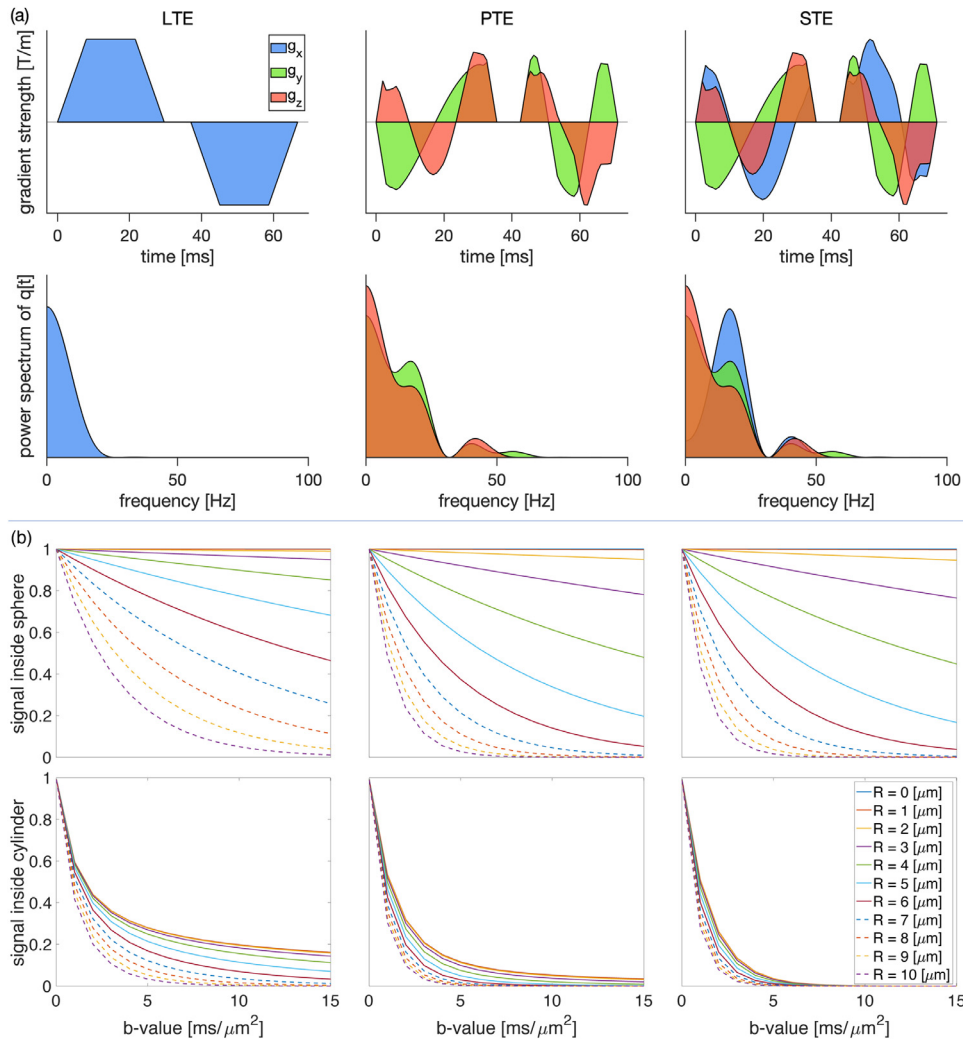 (a)
LTE
PTE
STE
gradient strength [T/m]
g_x
g_y
g_z
0 20 40 60
0 20 40 60
0 20 40 60
time [ms]
time [ms]
time [ms]
power spectrum of q[t]
0 50 100
0 50 100
0 50 100
frequency [Hz]
frequency [Hz]
frequency [Hz]
(b)
signal inside sphere
1
0.8
0.6
0.4
0.2
0
signal inside cylinder
1
0.8
0.6
0.4
0.2
0
R = 0 [μm]
R = 1 [μm]
R = 2 [μm]
R = 3 [μm]
R = 4 [μm]
R = 5 [μm]
R = 6 [μm]
R = 7 [μm]
R = 8 [μm]
R = 9 [μm]
R = 10 [μm]
0 5 10 15
0 5 10 15
0 5 10 15
b-value [ms/μm²]
b-value [ms/μm²]
b-value [ms/μm²]